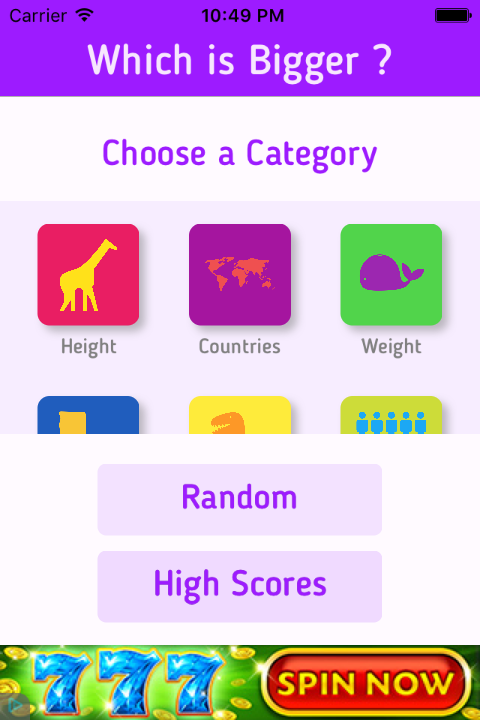 Carrier 10:49 PM
Which is Bigger ?
Choose a Category
Height Countries Weight
Random
High Scores
777 SPIN NOW